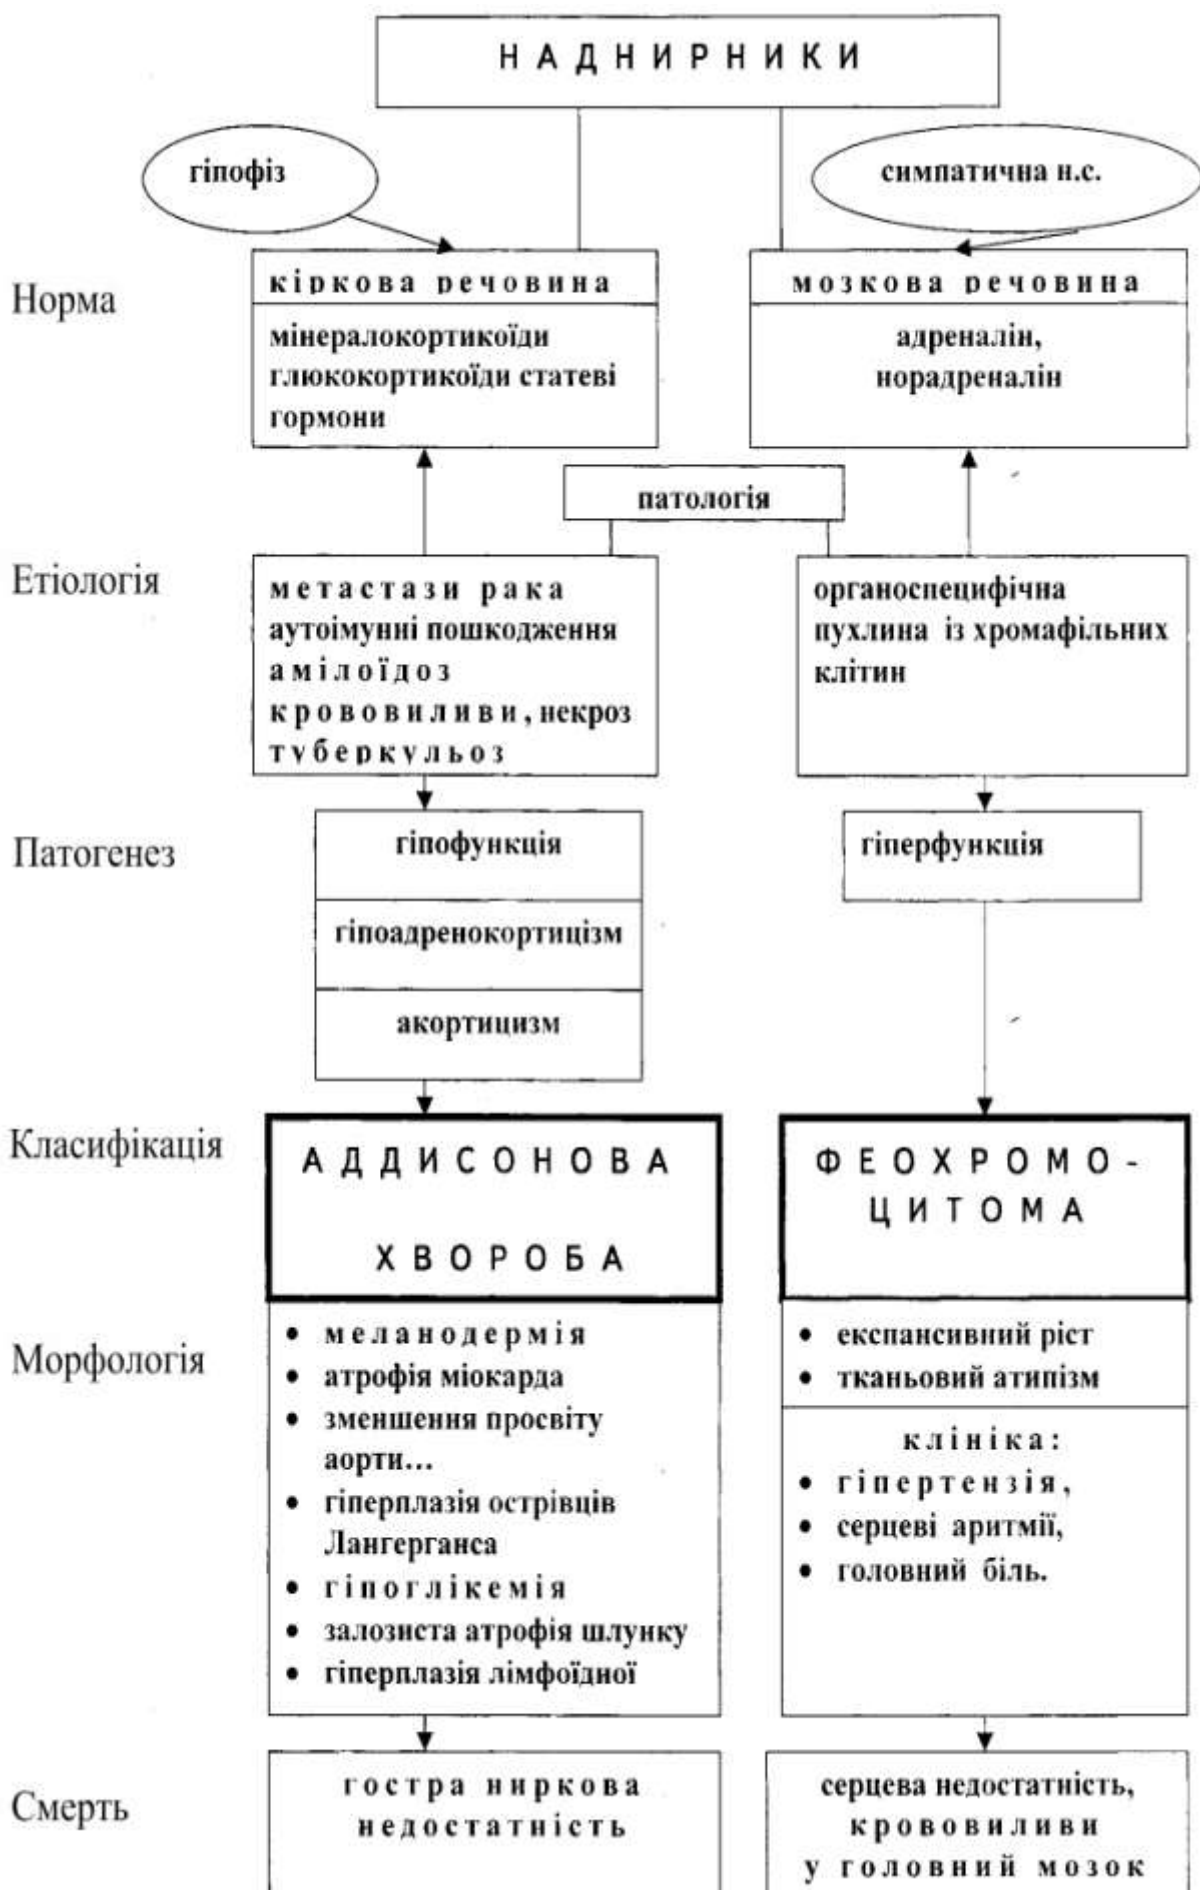 НАДНИРНИКИ
гіпофіз
симпатична н.с.
Норма
кіркова речовина
мозкова речовина
мінералокортикоїди
глюкокортикоїди статеві
гормони
адреналін,
норадреналін
патологія
Етіологія
метастази рака
аутоімунні пошкодження
амілоїдоз
крововиливи, некроз
туберкульоз
органоспецифічна
пухлина із хромафільних
клітин
Патогенез
гіпофункція
гіперфункція
гіпоадренокортицізм
акортицизм
Класифікація
АДДИСОНОВА
ХВОРОБА
ФЕОХРОМО-
ЦИТОМА
Морфологія
• меланодермія
• атрофія міокарда
• зменшення просвіту
аорти...
• гіперплазія острівців
Лангерганса
• гіпоглікемія
• залозиста атрофія шлунку
• гіперплазія лімфоїдної
• експансивний ріст
• тканьовий атипізм
клініка:
• гіпертензія,
• серцеві аритмії,
• головний біль.
Смерть
гостра ниркова
недостатність
серцева недостатність,
крововиливи
у головний мозок